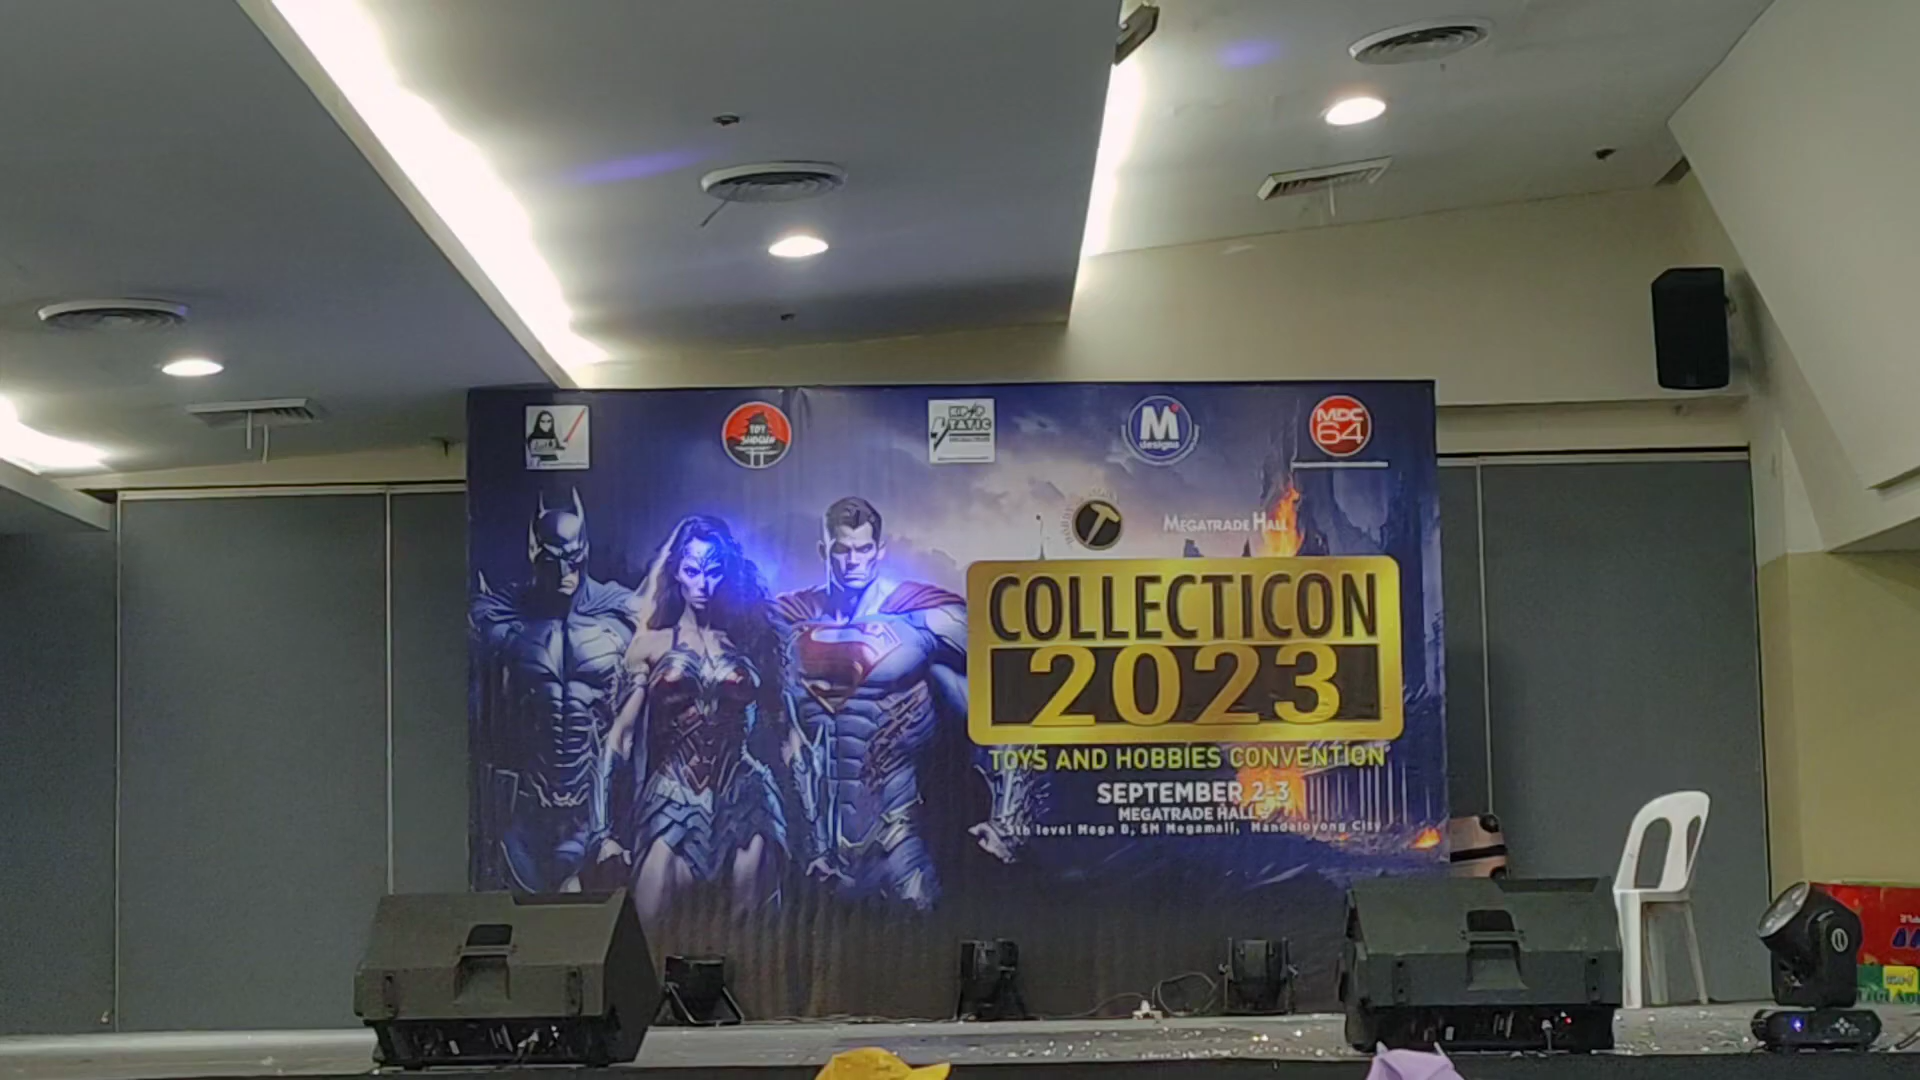 TOY
SHOGUN
M
designs
MDC
64
MEGATRADE HALL
COLLECTICON
2023
TOYS AND HOBBIES CONVENTION
SEPTEMBER 2-3
MEGATRADE HALL
5th level Mega B, SM Megamall, Mandaluyong City